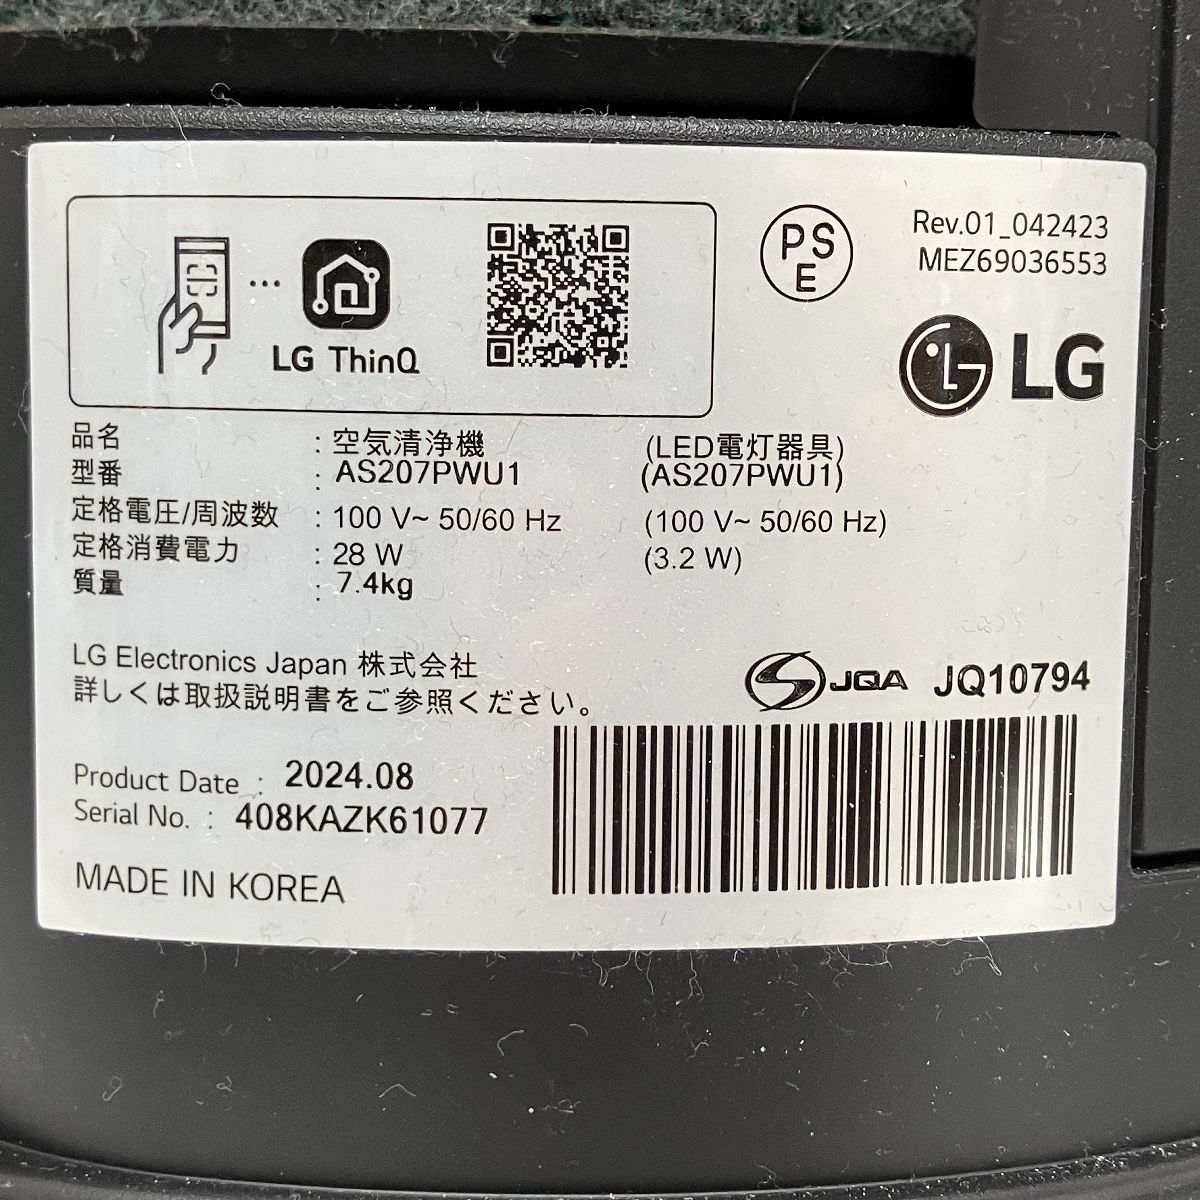 Rev.01_042423
MEZ69036553
PS
E
LG ThinQ
LG
品名 : 空気清浄機 (LED電灯器具)
型番 : AS207PWU1 (AS207PWU1)
定格電圧/周波数 : 100 V~ 50/60 Hz (100 V~ 50/60 Hz)
定格消費電力 : 28 W (3.2 W)
質量 : 7.4kg
LG Electronics Japan 株式会社
詳しくは取扱説明書をご参照ください。
JQA JQ10794
Product Date : 2024.08
Serial No. : 408KAZK61077
MADE IN KOREA